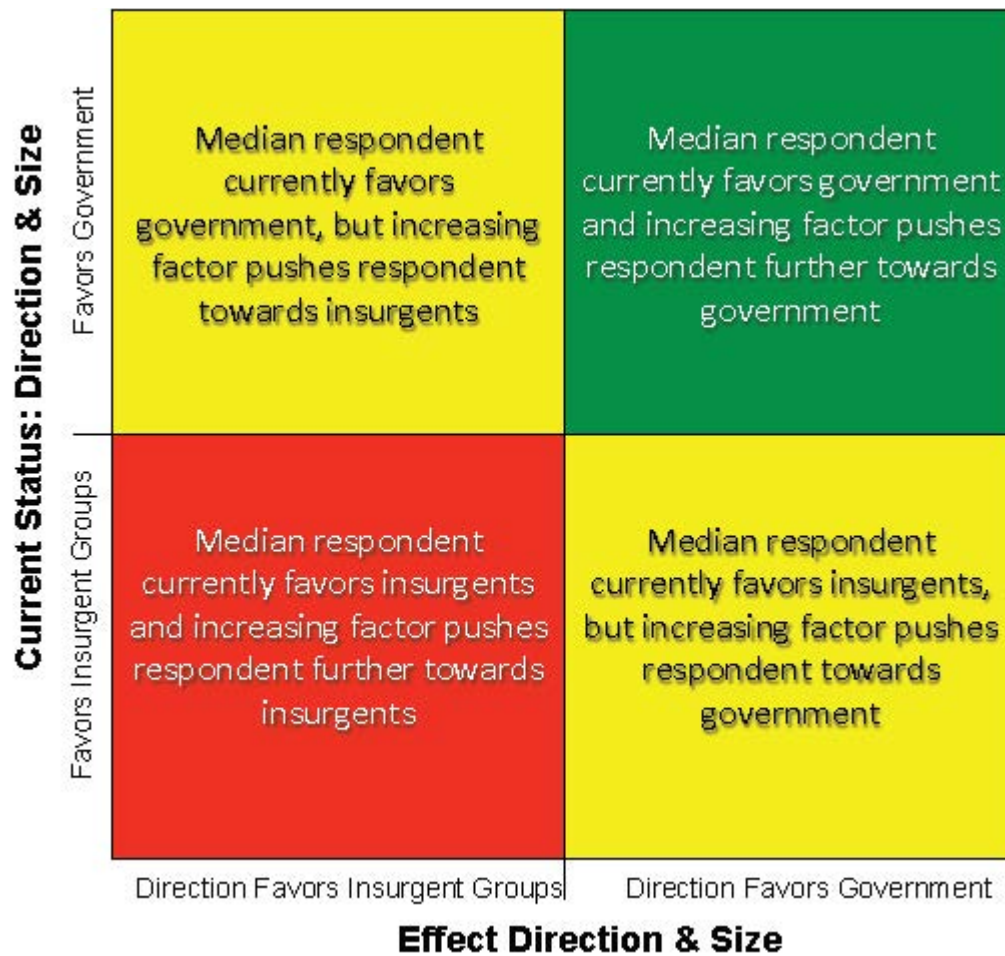 Current Status: Direction & Size
Favors Government
Favors Insurgent Groups
Median respondent
currently favors
government, but increasing
factor pushes respondent
towards insurgents
Median respondent
currently favors government
and increasing factor pushes
respondent further towards
government
Median respondent
currently favors insurgents
and increasing factor pushes
respondent further towards
insurgents
Median respondent
currently favors insurgents,
but increasing factor pushes
respondent towards
government
Direction Favors Insurgent Groups
Direction Favors Government
Effect Direction & Size